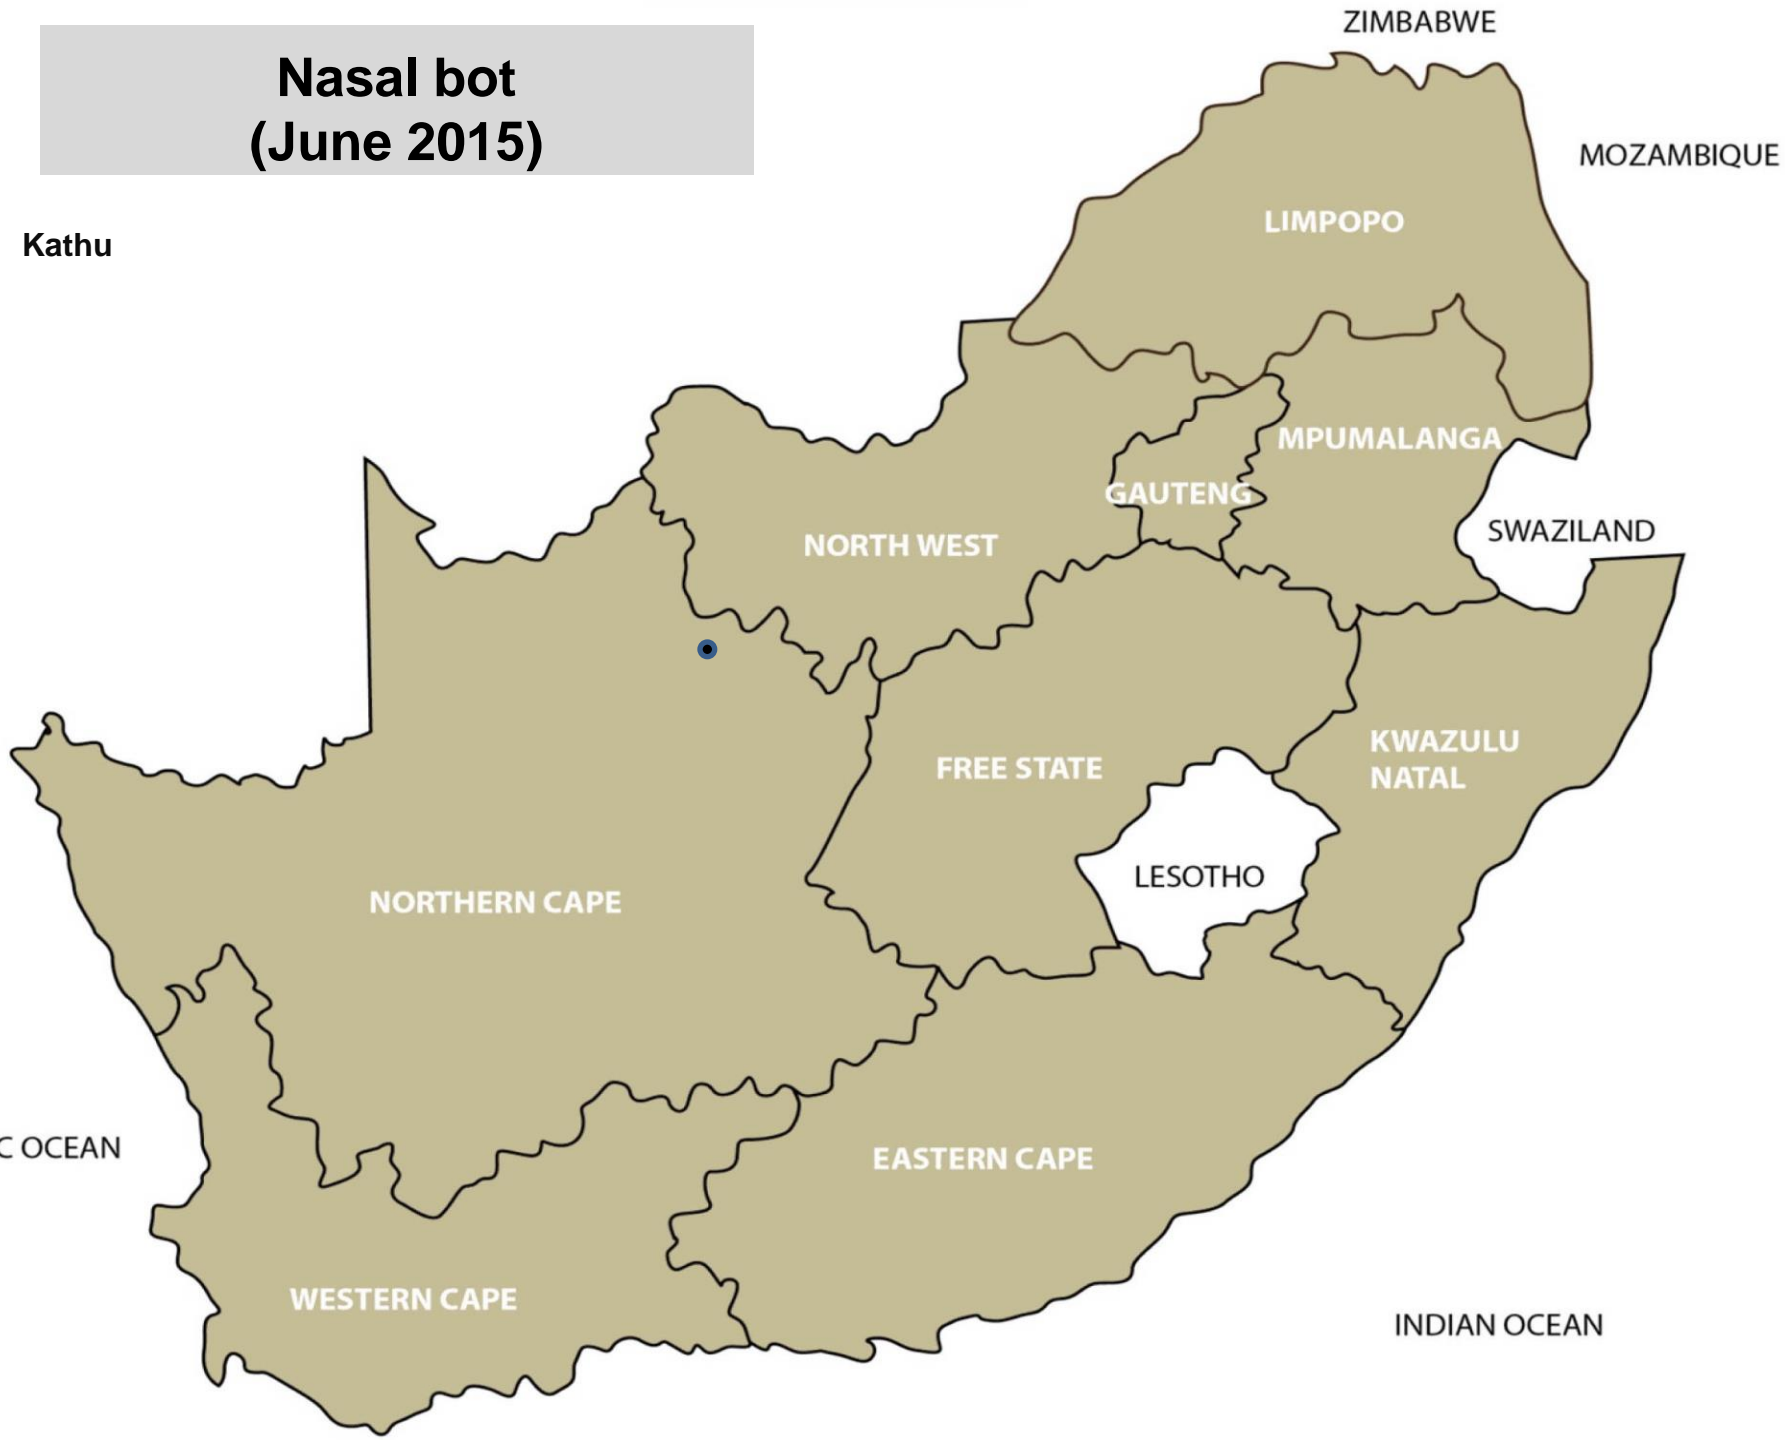 Nasal bot
(June 2015)
Kathu
ZIMBABWE
MOZAMBIQUE
LIMPOPO
MPUMALANGA
GAUTENG
SWAZILAND
NORTH WEST
KWAZULU
NATAL
FREE STATE
LESOTHO
NORTHERN CAPE
C OCEAN
EASTERN CAPE
WESTERN CAPE
INDIAN OCEAN